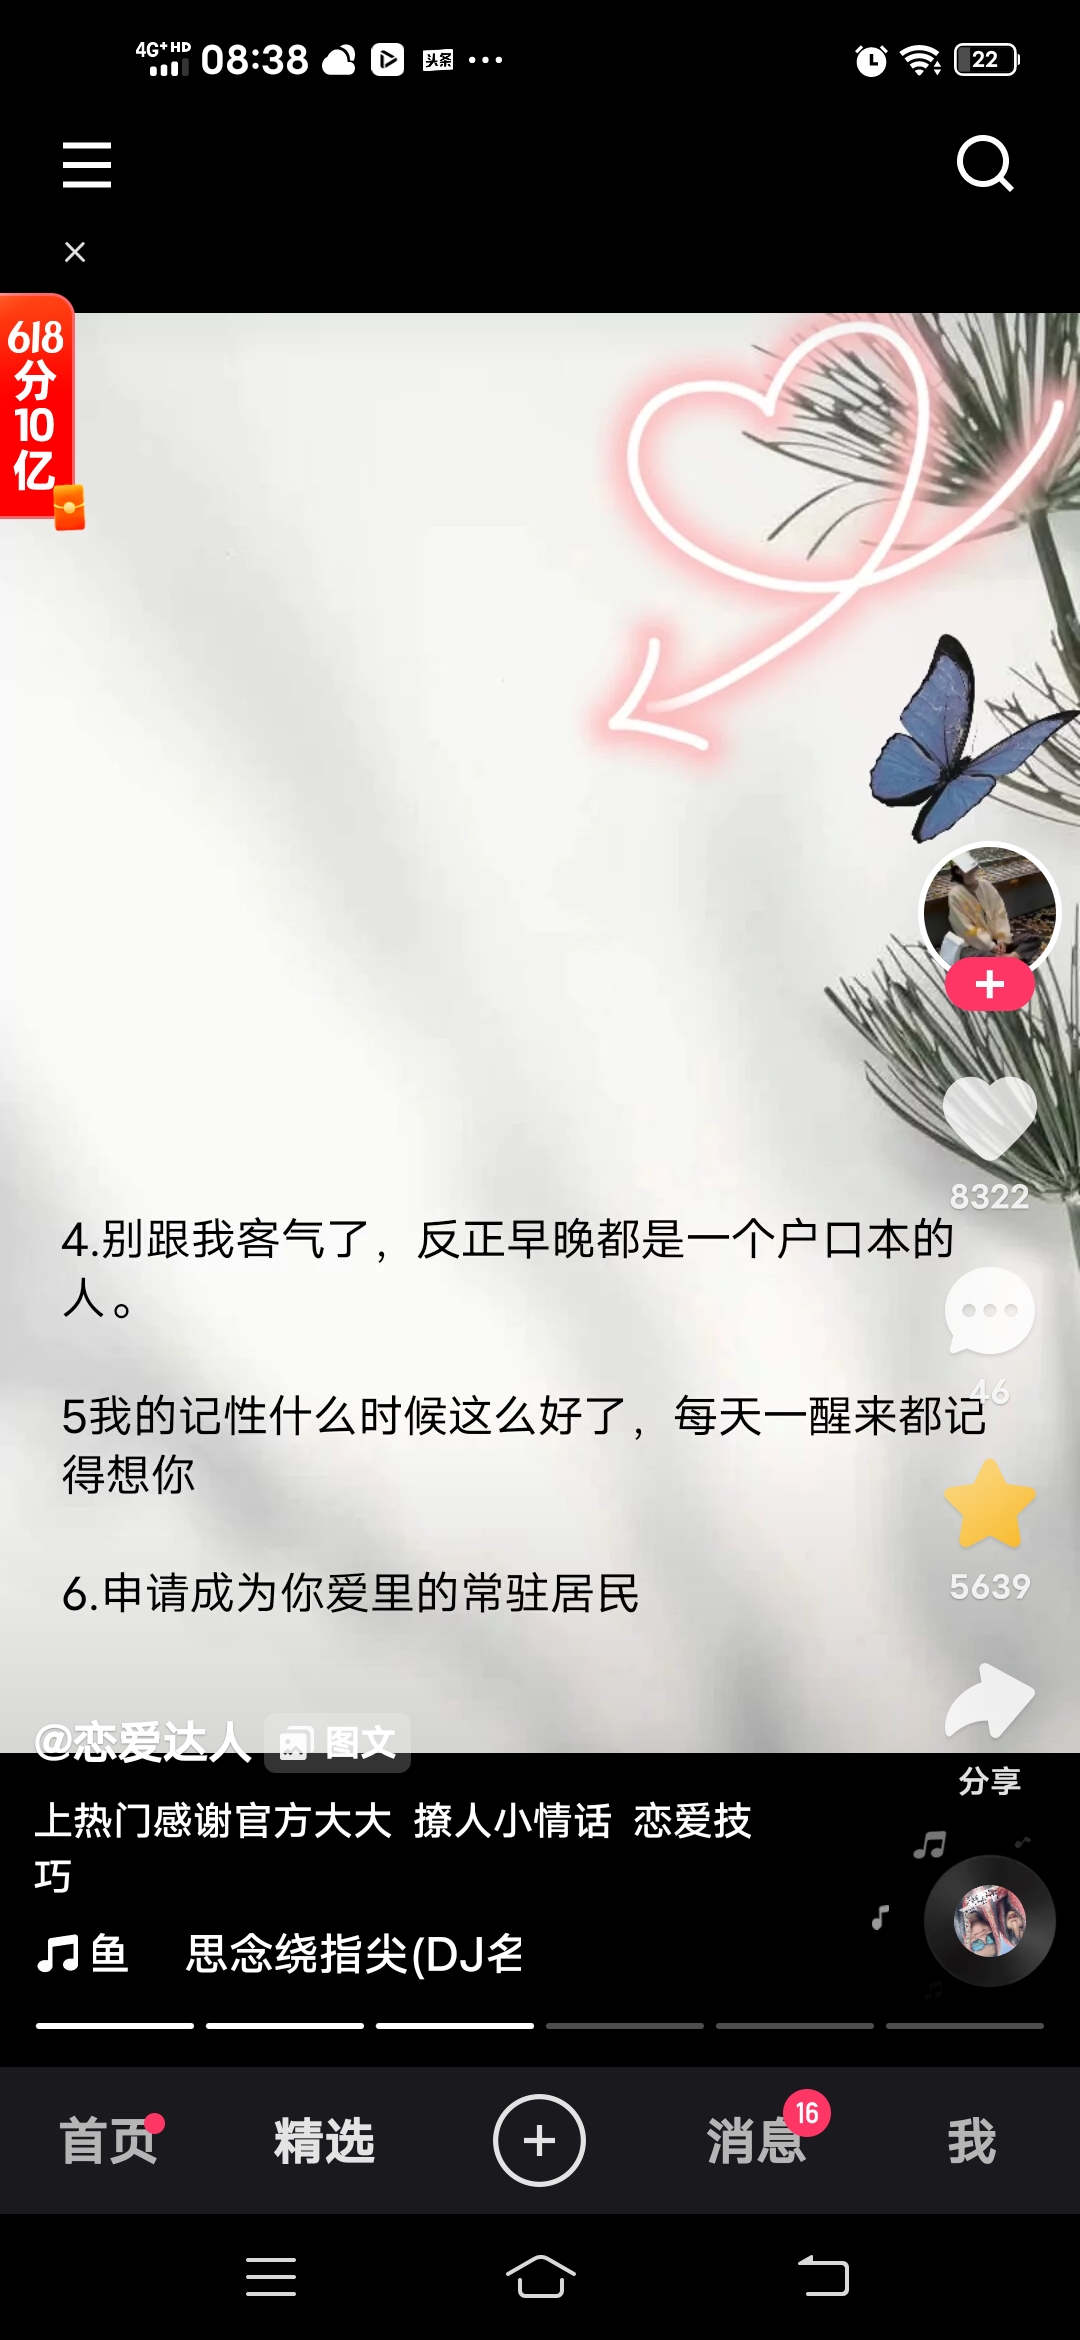 4G+ HD 08:38 头条 ... 22
618
分
10
亿
4.别跟我客气了，反正早晚都是一个户口本的
人。
5我的记性什么时候这么好了，每天一醒来都记
得想你
6.申请成为你爱里的常驻居民
8322
46
5639
分享
@恋爱达人 图文
上热门感谢官方大大 撩人小情话 恋爱技
巧
鱼 思念绕指尖(DJ名
首页 精选 消息 16 我